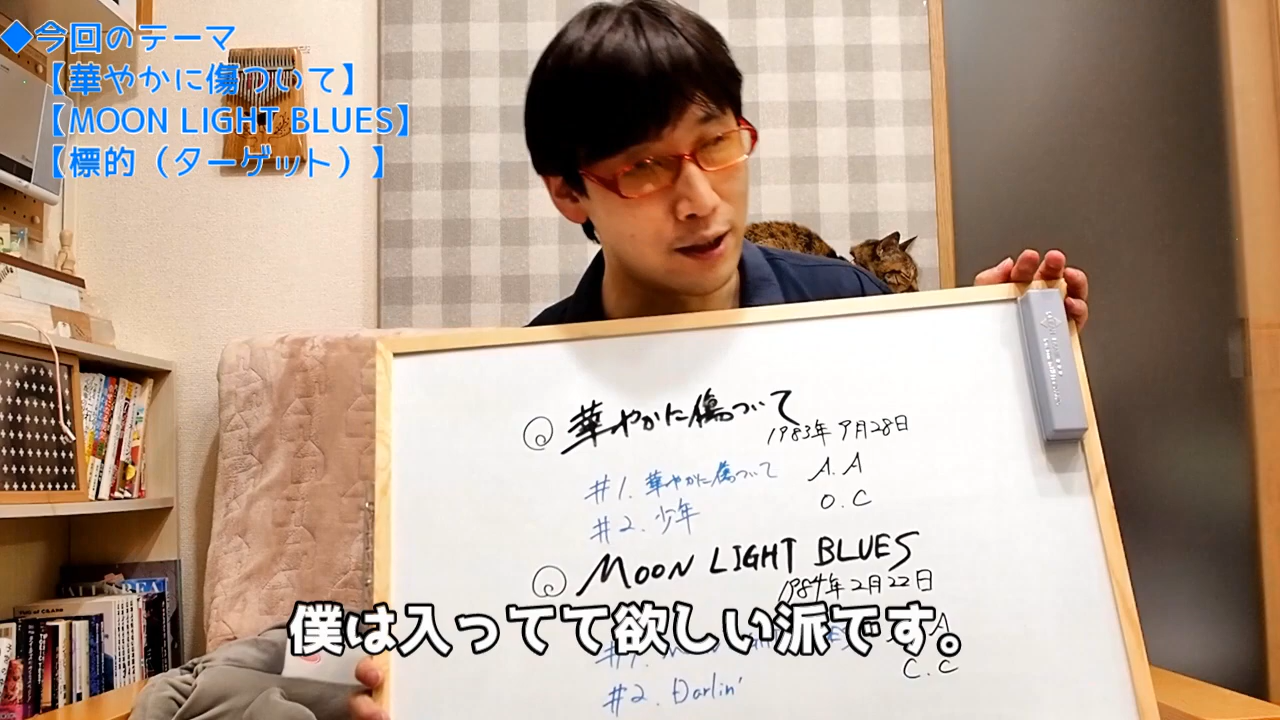 ◆今回のテーマ
【華やかに傷ついて】
【MOON LIGHT BLUES】
【標的（ターゲット）】
華やかに傷ついて
1983年9月28日
#1. 華やかに傷ついて
A.A
#2. 少年
O.C
MOON LIGHT BLUES
1984年2月22日
僕は入ってて欲しい派です。
A
C.C
#2. Darlin'